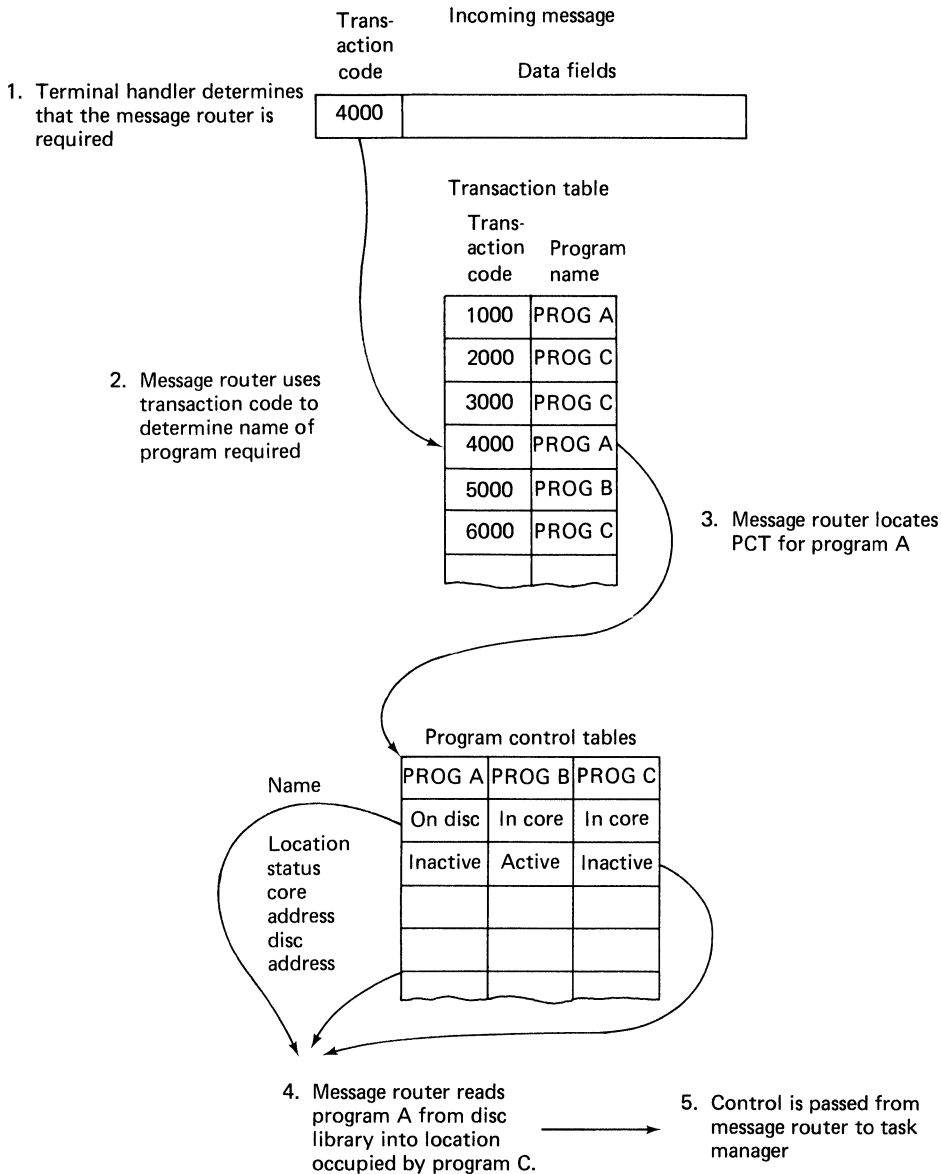 Incoming message
Trans-
action
code
Data fields
1. Terminal handler determines
that the message router is
required
4000
Transaction table
Trans-
action
code
Program
name
1000 PROG A
2000 PROG C
3000 PROG C
4000 PROG A
5000 PROG B
6000 PROG C
2. Message router uses
transaction code to
determine name of
program required
3. Message router locates
PCT for program A
Program control tables
PROG A PROG B PROG C
On disc In core In core
Inactive Active Inactive
Name
Location
status
core
address
disc
address
4. Message router reads
program A from disc
library into location
occupied by program C.
5. Control is passed from
message router to task
manager